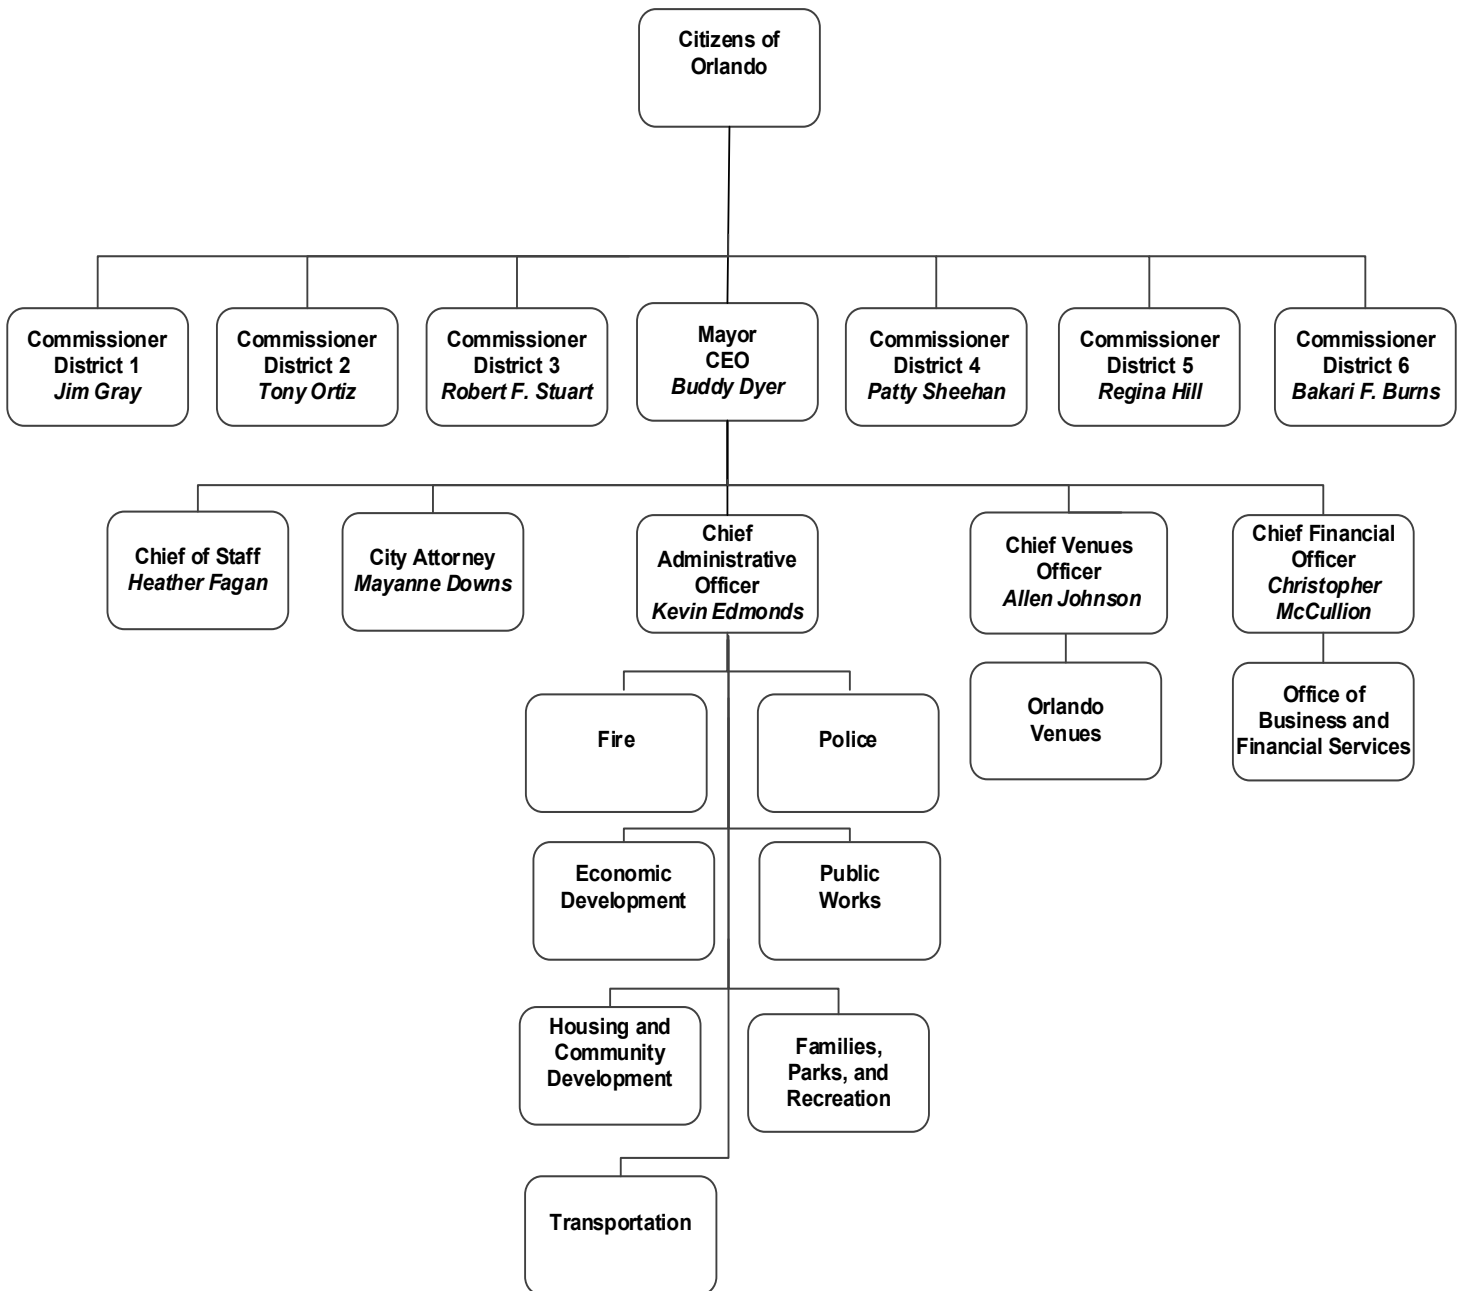 Citizens of
Orlando
Commissioner
District 1
Jim Gray
Commissioner
District 2
Tony Ortiz
Commissioner
District 3
Robert F. Stuart
Mayor
CEO
Buddy Dyer
Commissioner
District 4
Patty Sheehan
Commissioner
District 5
Regina Hill
Commissioner
District 6
Bakari F. Burns
Chief of Staff
Heather Fagan
City Attorney
Mayanne Downs
Chief
Administrative
Officer
Kevin Edmonds
Chief Venues
Officer
Allen Johnson
Chief Financial
Officer
Christopher
McCullion
Fire
Police
Orlando
Venues
Office of
Business and
Financial Services
Economic
Development
Public
Works
Housing and
Community
Development
Families,
Parks, and
Recreation
Transportation